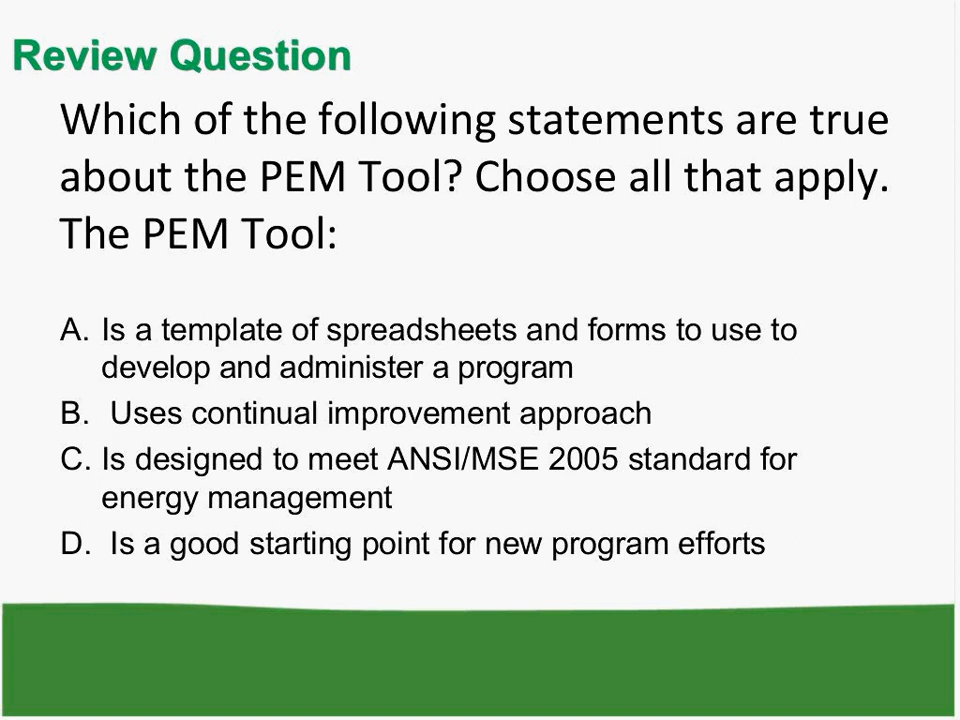 Review Question
Which of the following statements are true
about the PEM Tool? Choose all that apply.
The PEM Tool:
A. Is a template of spreadsheets and forms to use to
develop and administer a program
B. Uses continual improvement approach
C. Is designed to meet ANSI/MSE 2005 standard for
energy management
D. Is a good starting point for new program efforts